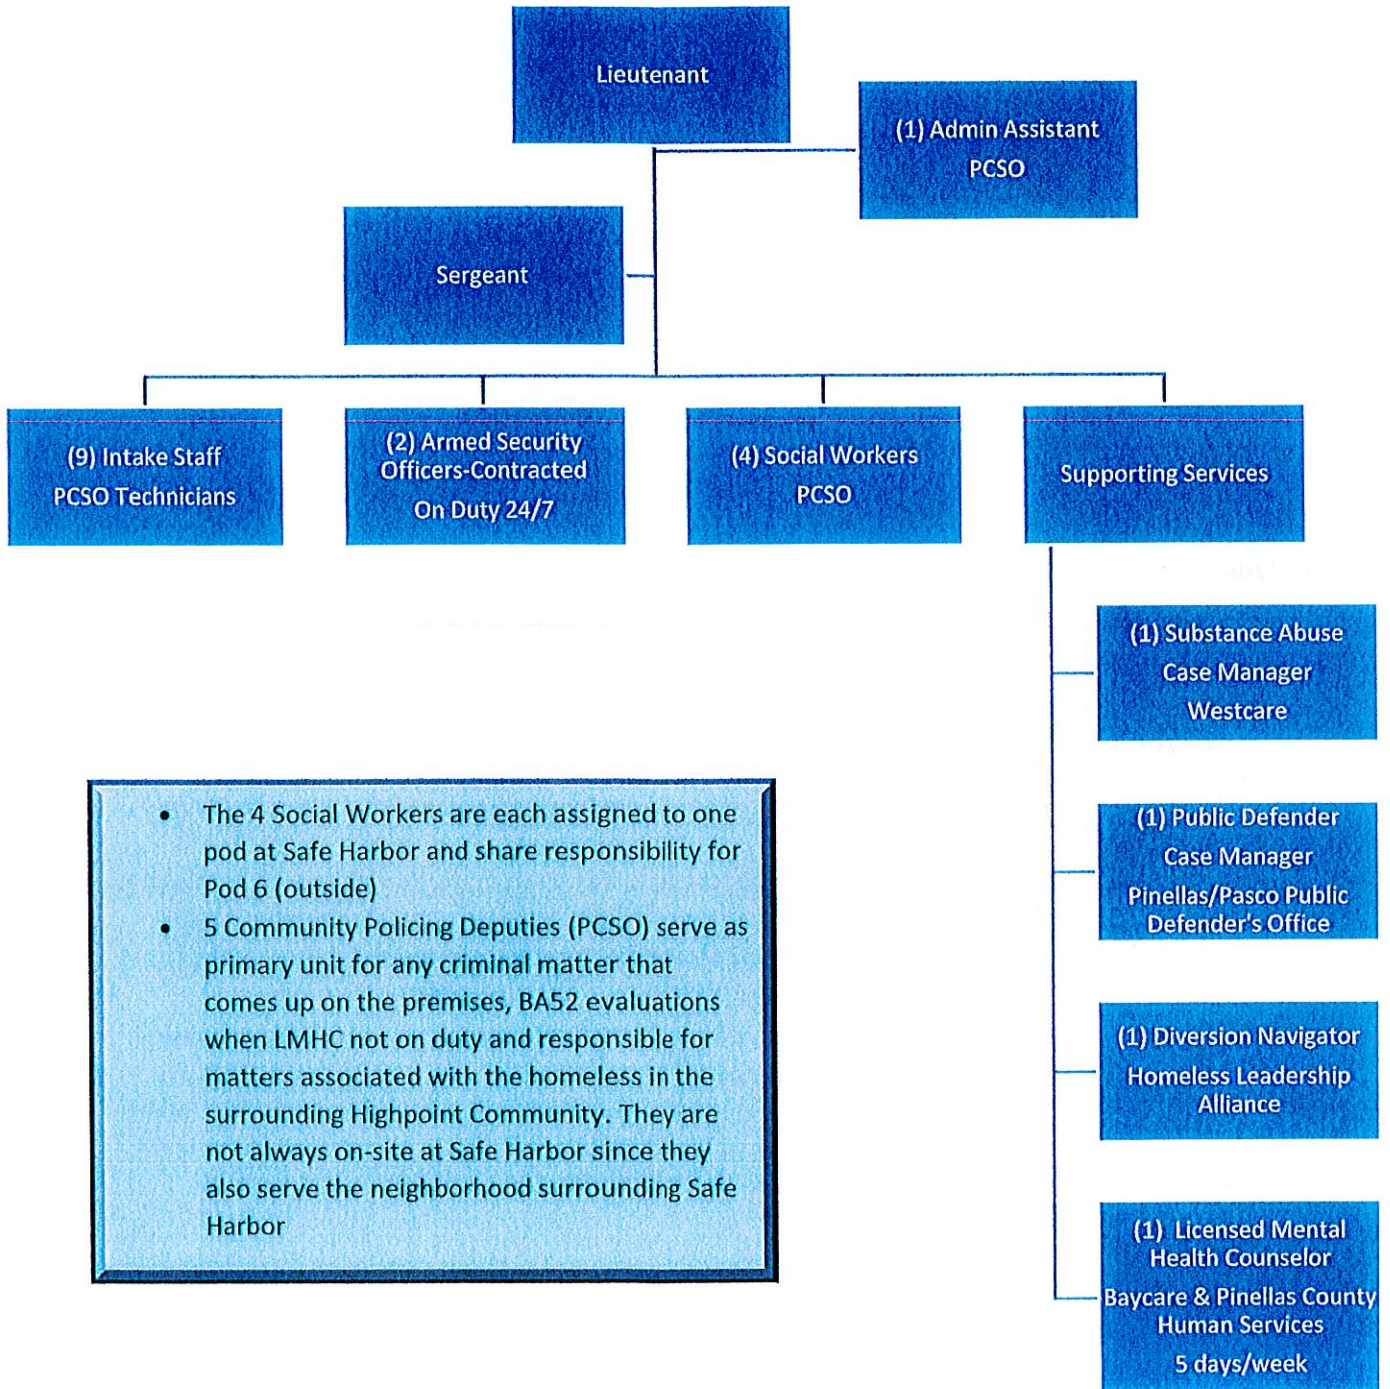 Lieutenant
(1) Admin Assistant
PCSO
Sergeant
(9) Intake Staff
PCSO Technicians
(2) Armed Security
Officers-Contracted
On Duty 24/7
(4) Social Workers
PCSO
Supporting Services
(1) Substance Abuse
Case Manager
Westcare
(1) Public Defender
Case Manager
Pinellas/Pasco Public
Defender's Office
(1) Diversion Navigator
Homeless Leadership
Alliance
(1) Licensed Mental
Health Counselor
Baycare & Pinellas County
Human Services
5 days/week
• The 4 Social Workers are each assigned to one
pod at Safe Harbor and share responsibility for
Pod 6 (outside)
• 5 Community Policing Deputies (PCSO) serve as
primary unit for any criminal matter that
comes up on the premises, BA52 evaluations
when LMHC not on duty and responsible for
matters associated with the homeless in the
surrounding Highpoint Community. They are
not always on-site at Safe Harbor since they
also serve the neighborhood surrounding Safe
Harbor